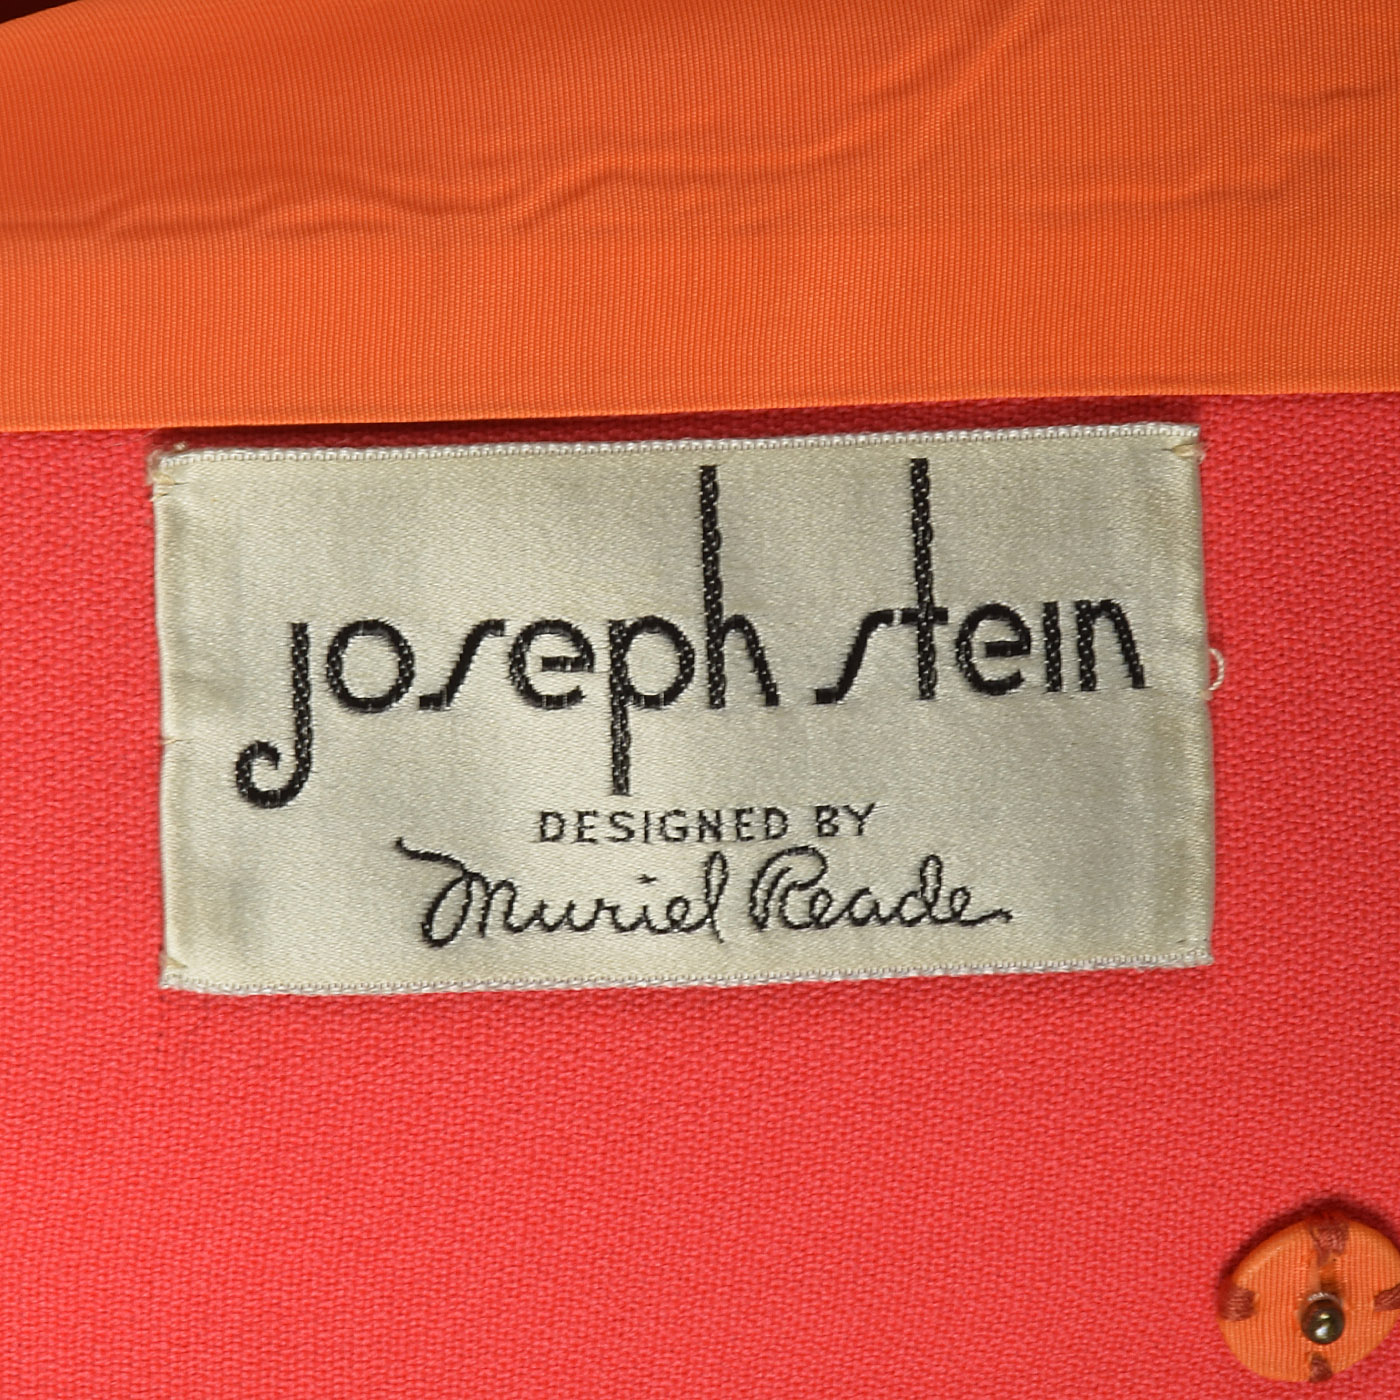 joseph stein
DESIGNED BY
Muriel Reade